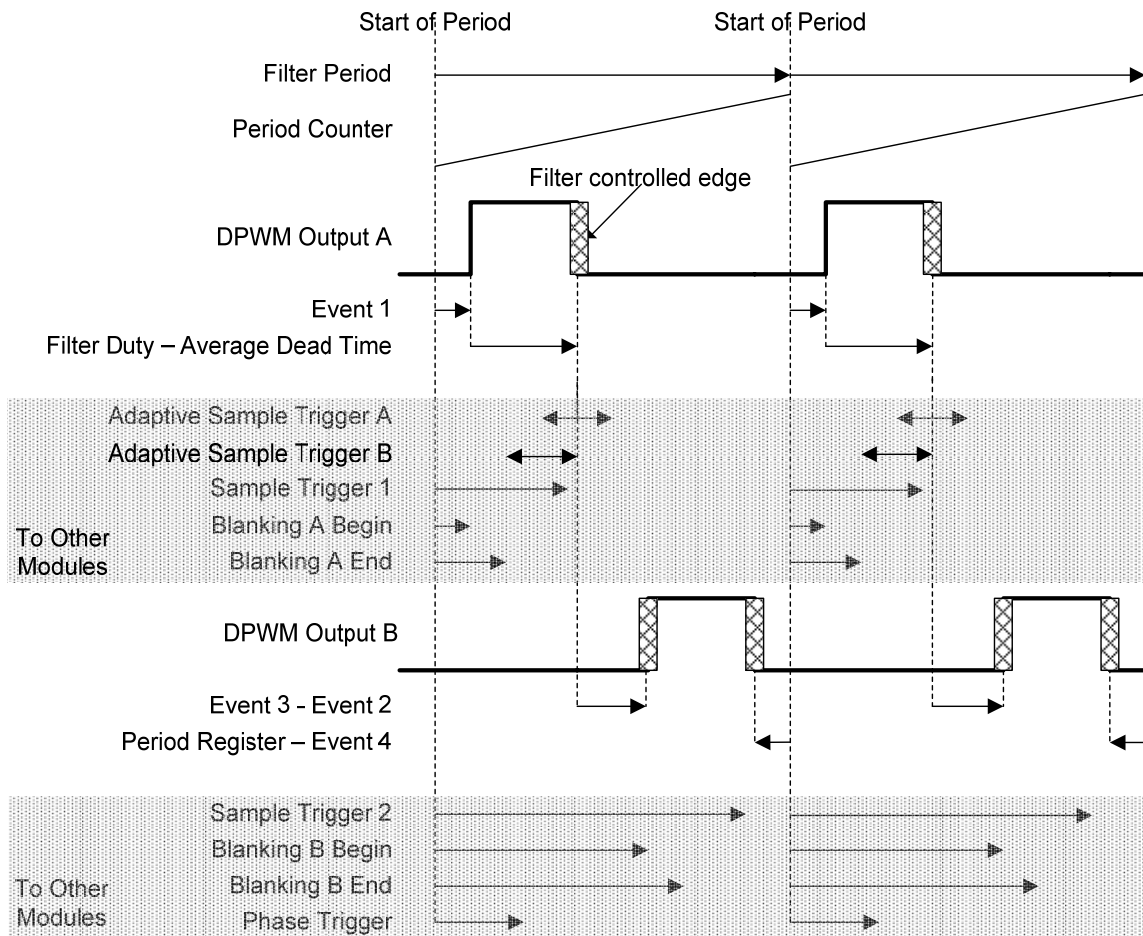 Start of Period
Start of Period
Filter Period
Period Counter
Filter controlled edge
DPWM Output A
Event 1
Filter Duty – Average Dead Time
Adaptive Sample Trigger A
Adaptive Sample Trigger B
Sample Trigger 1
Blanking A Begin
To Other
Modules
Blanking A End
DPWM Output B
Event 3 - Event 2
Period Register – Event 4
Sample Trigger 2
Blanking B Begin
Blanking B End
To Other
Modules
Phase Trigger